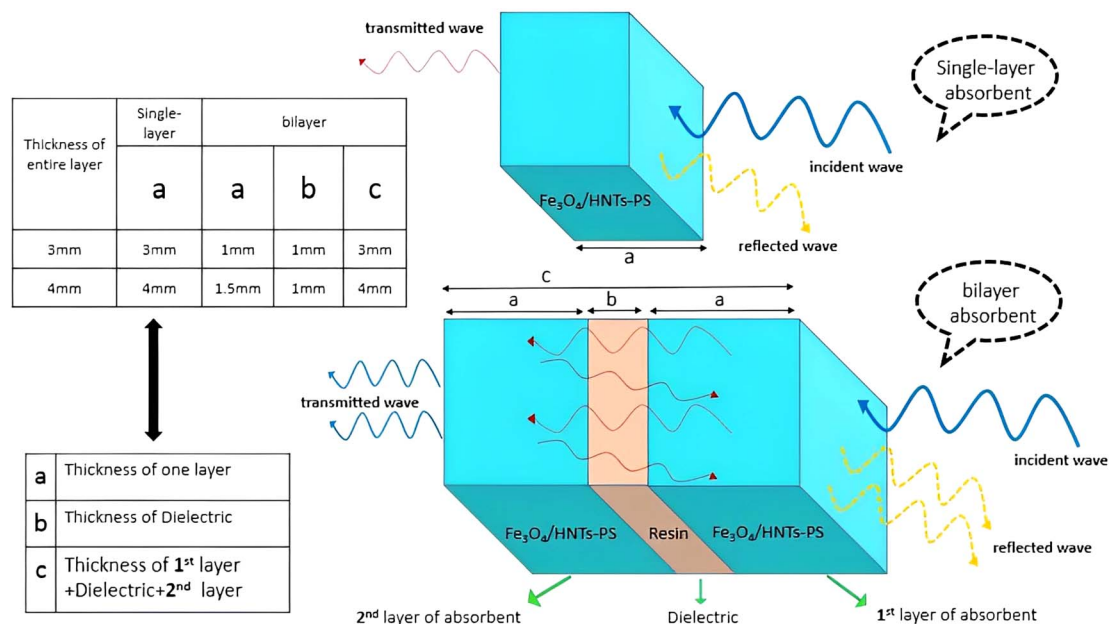 transmitted wave
Single-layer
absorbent
incident wave
Fe₃O₄/HNTs-PS
reflected wave
a
Thickness of
entire layer
Single-
layer
bilayer
a
a
b
c
3mm
3mm
1mm
1mm
3mm
4mm
4mm
1.5mm
1mm
4mm
c
a
b
a
bilayer
absorbent
transmitted wave
incident wave
Fe₃O₄/HNTs-PS
Resin
Fe₃O₄/HNTs-PS
reflected wave
2nd layer of absorbent
Dielectric
1st layer of absorbent
a
Thickness of one layer
b
Thickness of Dielectric
c
Thickness of 1st layer
+Dielectric+2nd layer